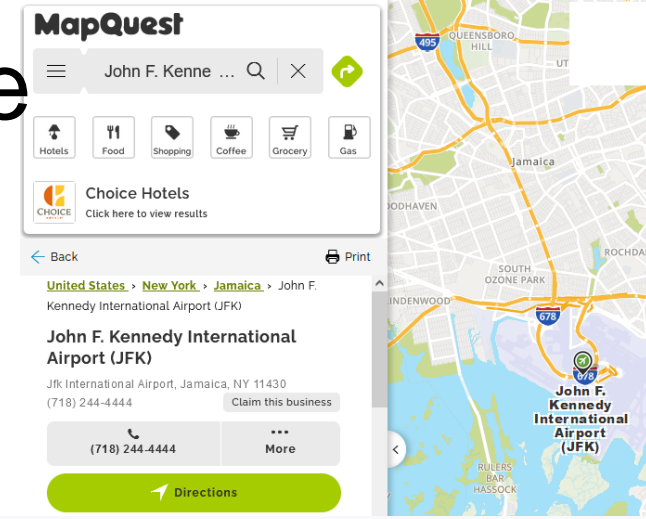 MapQuest
e
John F. Kenne ...
Hotels
Food
Shopping
Coffee
Grocery
Gas
CHOICE
Choice Hotels
Click here to view results
Back
Print
United States › New York › Jamaica › John F.
Kennedy International Airport (JFK)
John F. Kennedy International
Airport (JFK)
Jfk International Airport, Jamaica, NY 11430
(718) 244-4444
Claim this business
(718) 244-4444
More
Directions
495
QUEENSBORO
HILL
UT
Jamaica
OODHAVEN
ROCHDA
SOUTH
OZONE PARK
INDENWOOD
678
678
John F.
Kennedy
International
Airport
(JFK)
RULERS
BAR
HASSOCK